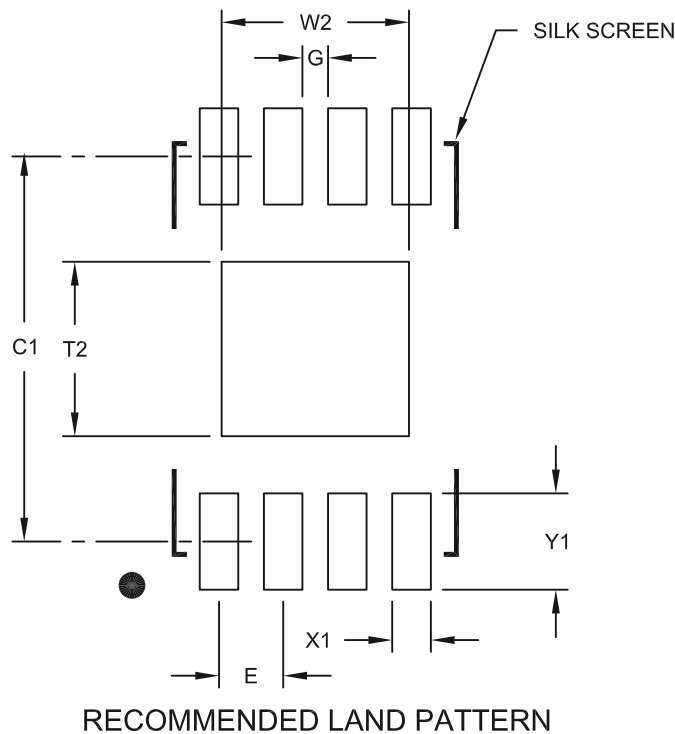 W2
G
SILK SCREEN
C1
T2
Y1
X1
E
RECOMMENDED LAND PATTERN